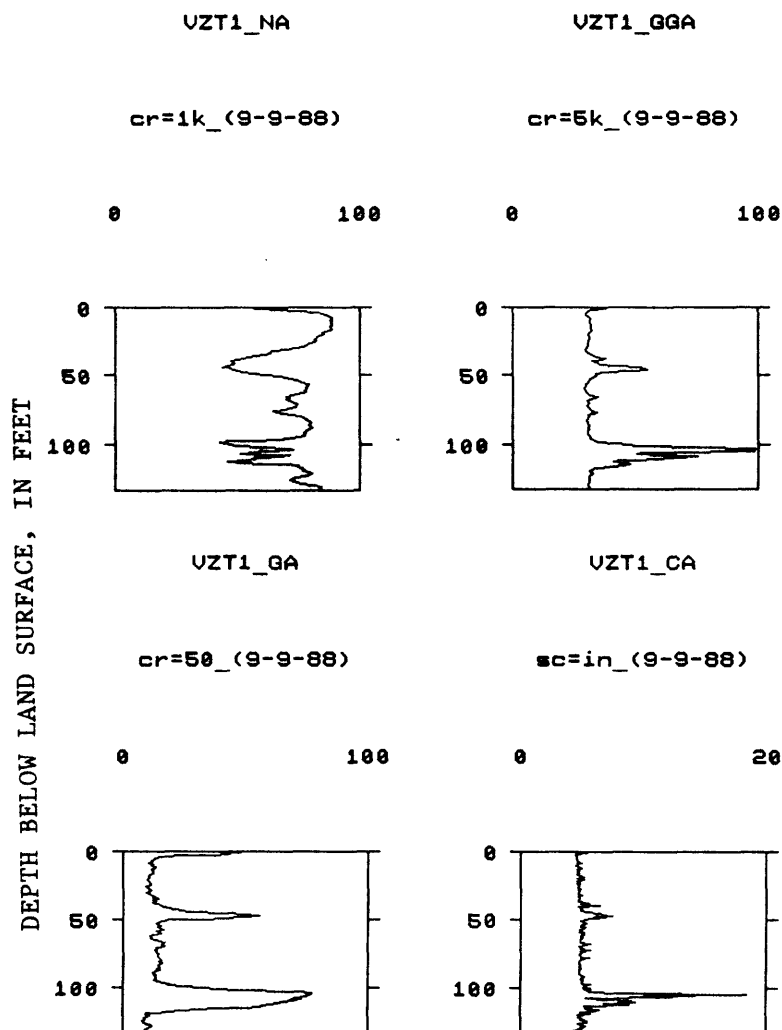 VZT1_NA
cr=1k_(9-9-88)
0 100
0
50
100
VZT1_GGA
cr=5k_(9-9-88)
0 100
0
50
100
VZT1_GA
cr=50_(9-9-88)
0 100
0
50
100
VZT1_CA
sc=in_(9-9-88)
0 20
0
50
100
DEPTH BELOW LAND SURFACE, IN FEET